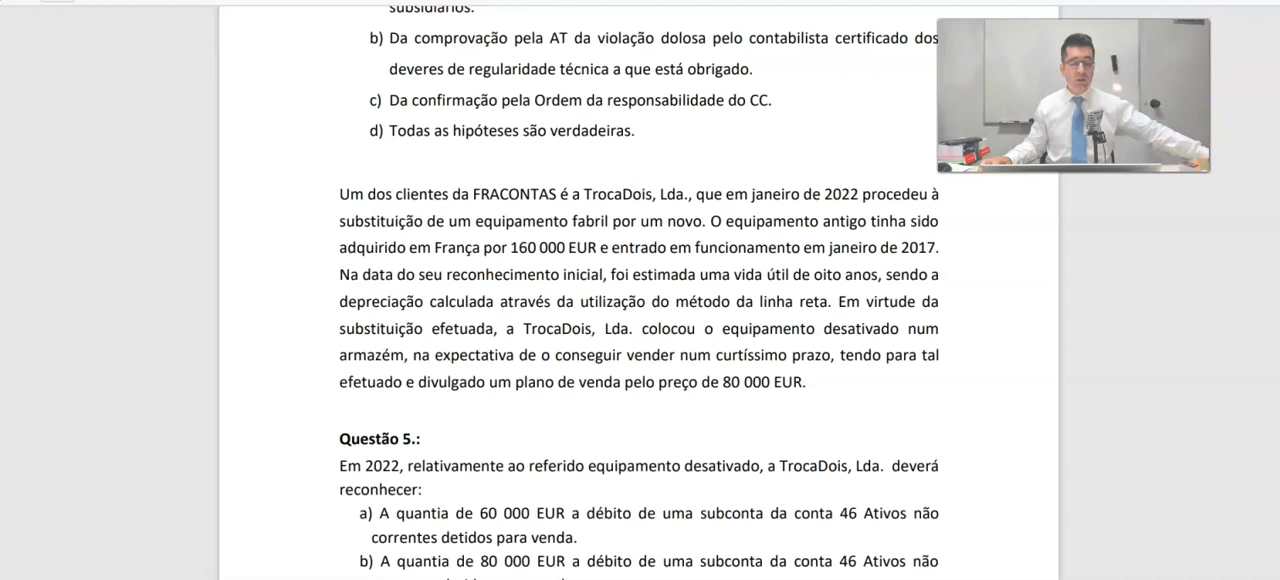 subsidiários.
b) Da comprovação pela AT da violação dolosa pelo contabilista certificado dos
deveres de regularidade técnica a que está obrigado.
c) Da confirmação pela Ordem da responsabilidade do CC.
d) Todas as hipóteses são verdadeiras.
Um dos clientes da FRACONTAS é a TrocaDois, Lda., que em janeiro de 2022 procedeu à
substituição de um equipamento fabril por um novo. O equipamento antigo tinha sido
adquirido em França por 160 000 EUR e entrado em funcionamento em janeiro de 2017.
Na data do seu reconhecimento inicial, foi estimada uma vida útil de oito anos, sendo a
depreciação calculada através da utilização do método da linha reta. Em virtude da
substituição efetuada, a TrocaDois, Lda. colocou o equipamento desativado num
armazém, na expectativa de o conseguir vender num curtíssimo prazo, tendo para tal
efetuado e divulgado um plano de venda pelo preço de 80 000 EUR.
Questão 5.:
Em 2022, relativamente ao referido equipamento desativado, a TrocaDois, Lda. deverá
reconhecer:
a) A quantia de 60 000 EUR a débito de uma subconta da conta 46 Ativos não
correntes detidos para venda.
b) A quantia de 80 000 EUR a débito de uma subconta da conta 46 Ativos não